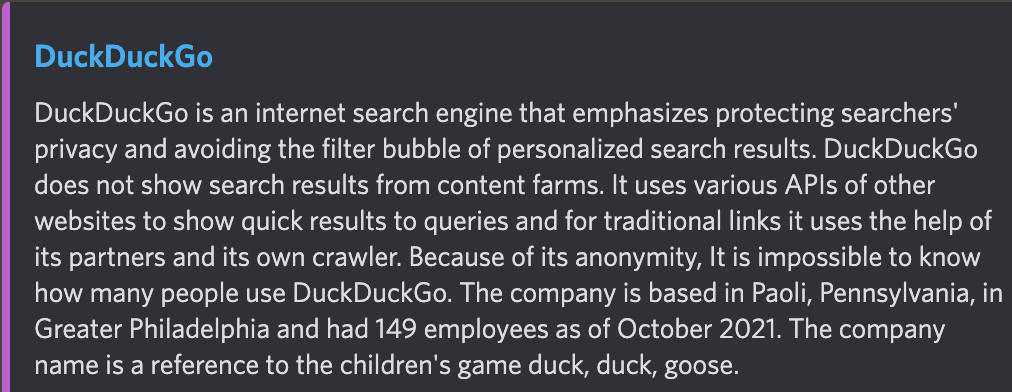 DuckDuckGo
DuckDuckGo is an internet search engine that emphasizes protecting searchers'
privacy and avoiding the filter bubble of personalized search results. DuckDuckGo
does not show search results from content farms. It uses various APIs of other
websites to show quick results to queries and for traditional links it uses the help of
its partners and its own crawler. Because of its anonymity, It is impossible to know
how many people use DuckDuckGo. The company is based in Paoli, Pennsylvania, in
Greater Philadelphia and had 149 employees as of October 2021. The company
name is a reference to the children's game duck, duck, goose.